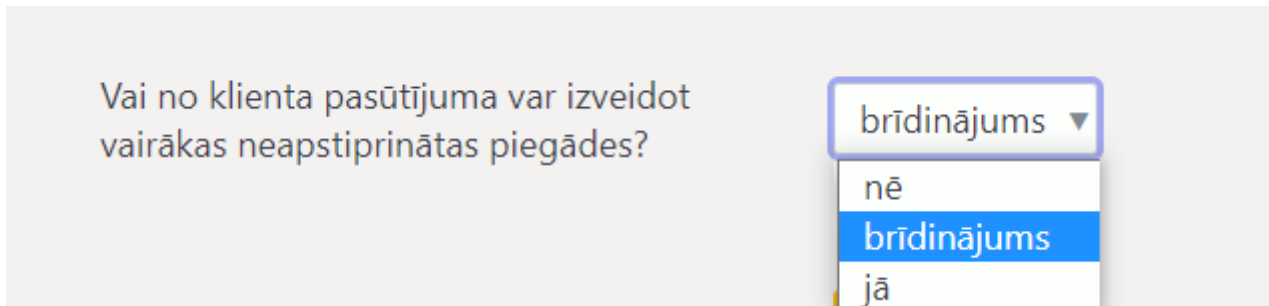 Vai no klienta pasūtījuma var izveidot
vairākas neapstiprinātas piegādes?
brīdinājums ▼
nē
brīdinājums
jā